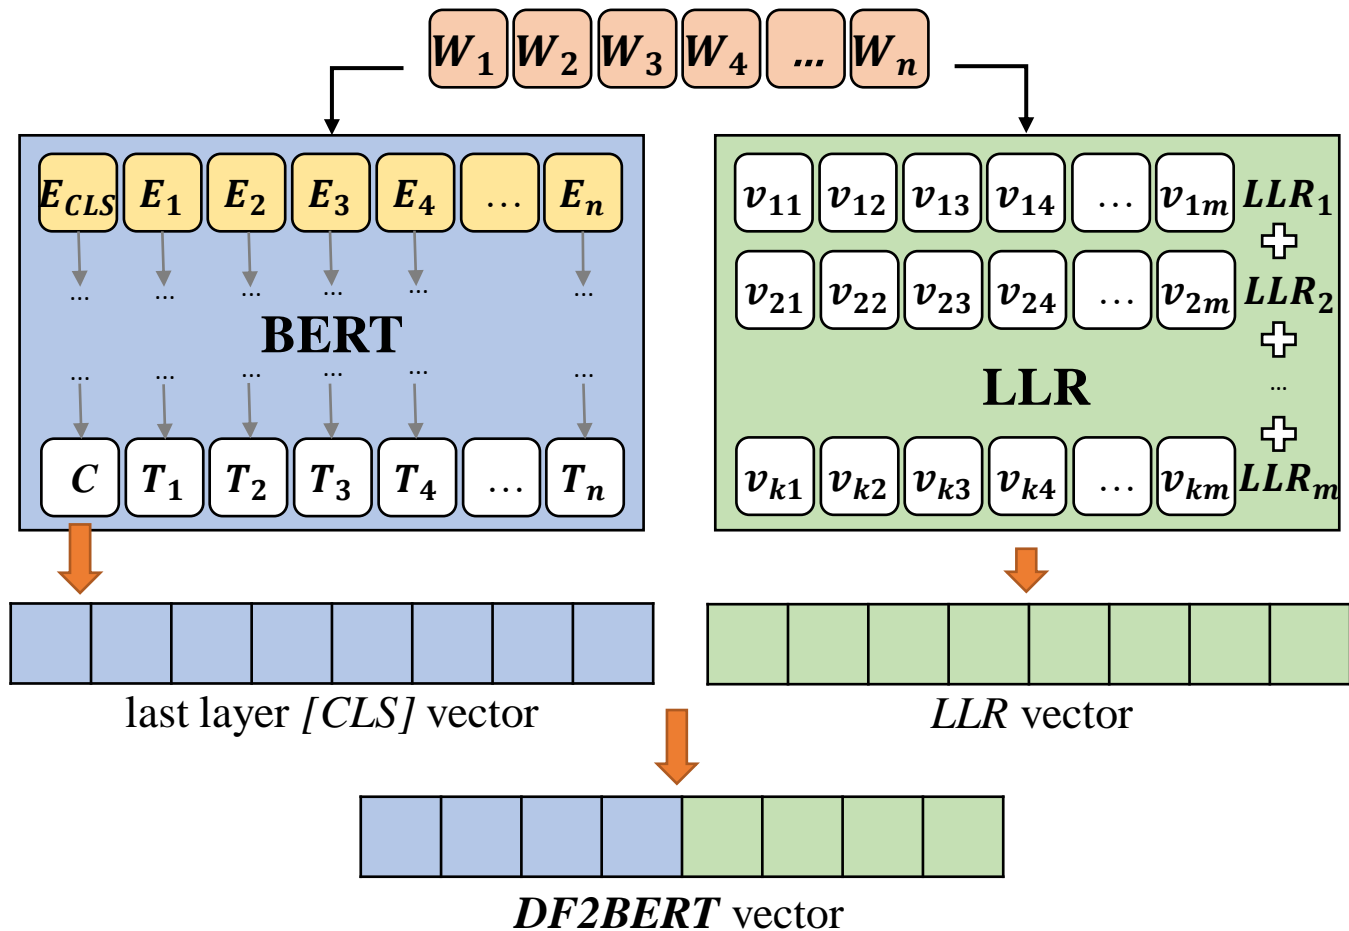 W₁ W₂ W₃ W₄ ... Wₙ
E_CLS E₁ E₂ E₃ E₄ ... Eₙ
... ... ... ... ... ...
BERT
... ... ... ... ... ...
C T₁ T₂ T₃ T₄ ... Tₙ
v₁₁ v₁₂ v₁₃ v₁₄ ... v₁ₘ LLR₁
+
v₂₁ v₂₂ v₂₃ v₂₄ ... v₂ₘ LLR₂
+
LLR ...
+
vₖ₁ vₖ₂ vₖ₃ vₖ₄ ... vₖₘ LLRₘ
last layer [CLS] vector
LLR vector
DF2BERT vector